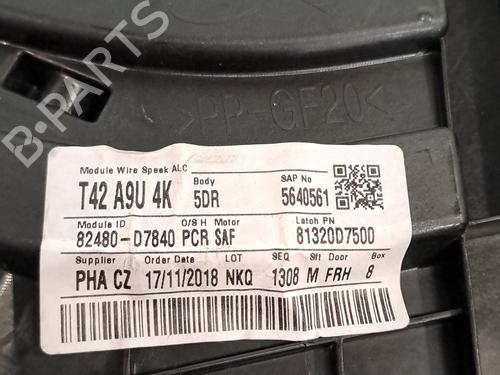 B-PARTS
>PP-GF20<
Module Wire Speak ALC Body SAP No
T42 A9U 4K 5DR 5640561
Module ID O/S H Motor Latch PN
82480-D7840 PCR SAF 81320D7500
Supplier Order Date LOT SEQ Sft Door Box
PHA CZ 17/11/2018 NKQ 1308 M FRH 8